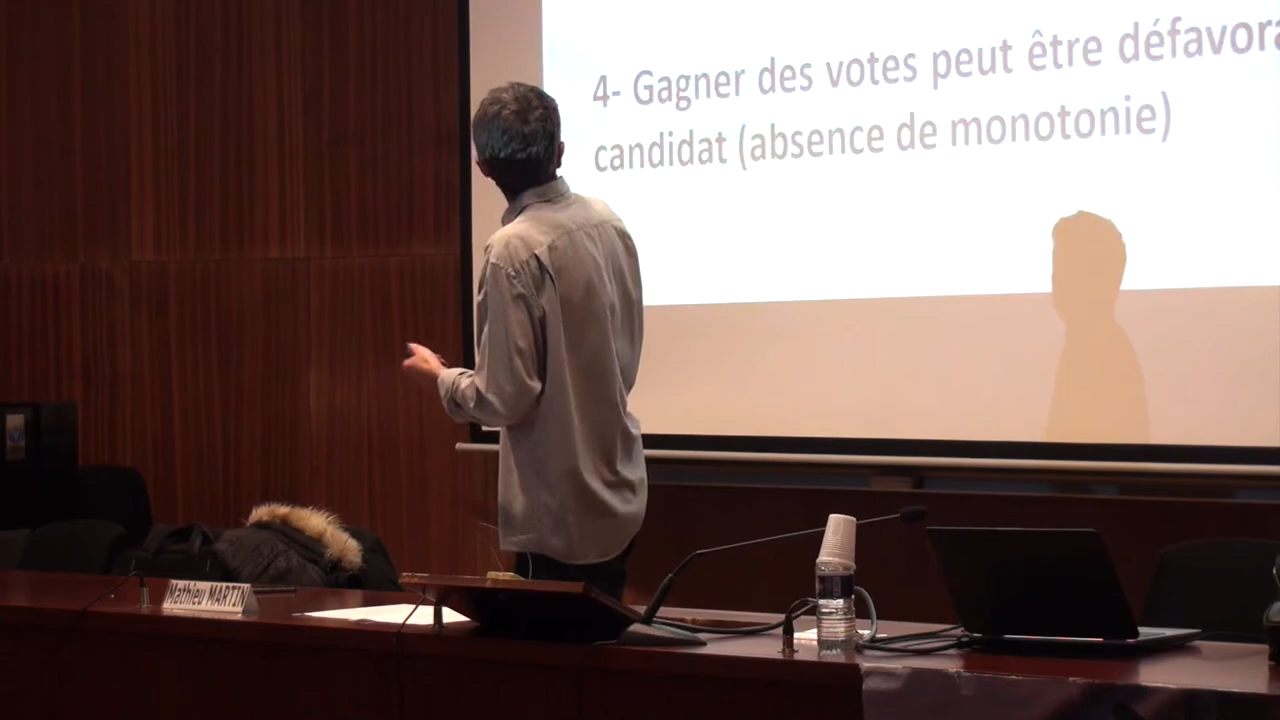 4- Gagner des votes peut être défavora
candidat (absence de monotonie)
Mathieu MARTIN